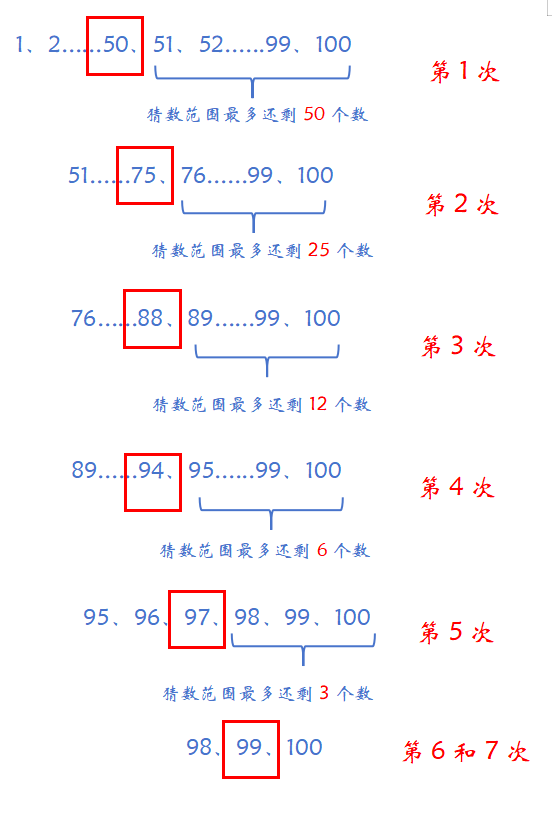 1、2……50、51、52……99、100
第 1 次
猜数范围最多还剩 50 个数
51……75、76……99、100
第 2 次
猜数范围最多还剩 25 个数
76……88、89……99、100
第 3 次
猜数范围最多还剩 12 个数
89……94、95……99、100
第 4 次
猜数范围最多还剩 6 个数
95、96、97、98、99、100
第 5 次
猜数范围最多还剩 3 个数
98、99、100
第 6 和 7 次